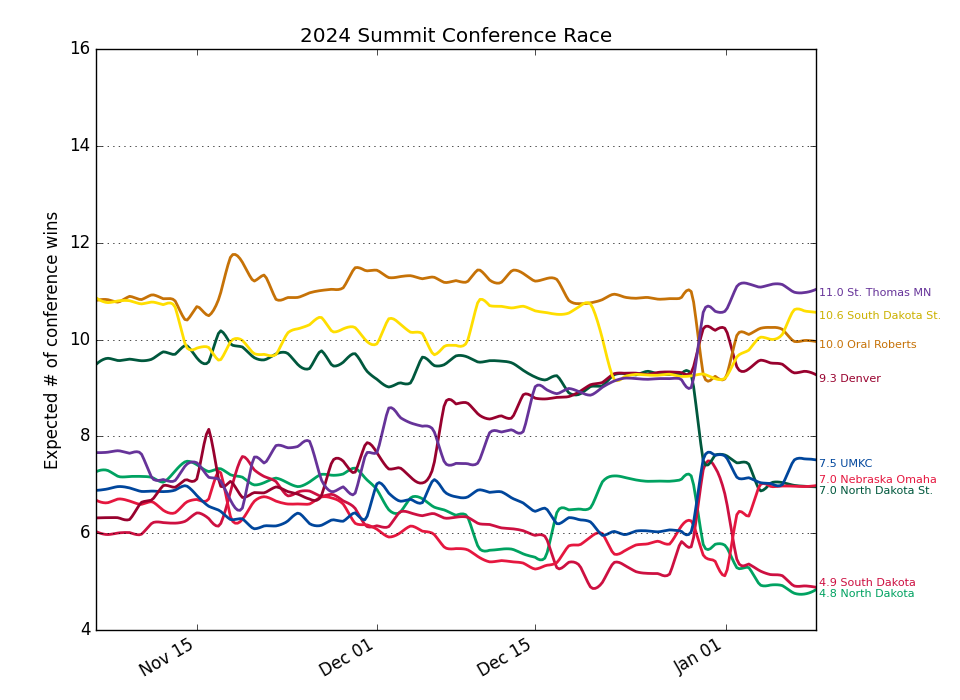 2024 Summit Conference Race
Expected # of conference wins
16
14
12
10
8
6
4
Nov 15
Dec 01
Dec 15
Jan 01
11.0 St. Thomas MN
10.6 South Dakota St.
10.0 Oral Roberts
9.3 Denver
7.5 UMKC
7.0 Nebraska Omaha
7.0 North Dakota St.
4.9 South Dakota
4.8 North Dakota